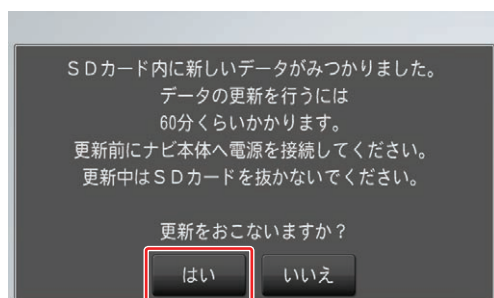 ＳＤカード内に新しいデータがみつかりました。
データの更新を行うには
60分くらいかかります。
更新前にナビ本体へ電源を接続してください。
更新中はＳＤカードを抜かないでください。
更新をおこないますか？
はい いいえ